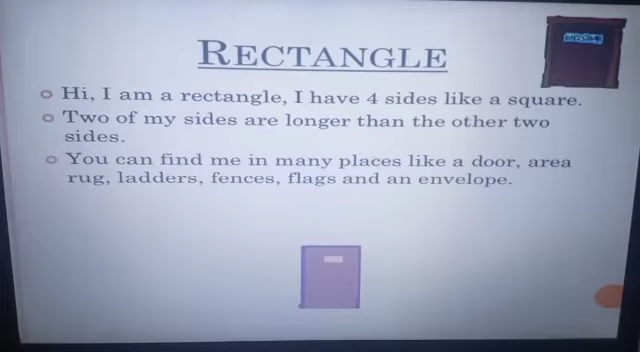 RECTANGLE
Hi, I am a rectangle, I have 4 sides like a square.
Two of my sides are longer than the other two
sides.
You can find me in many places like a door, area
rug, ladders, fences, flags and an envelope.